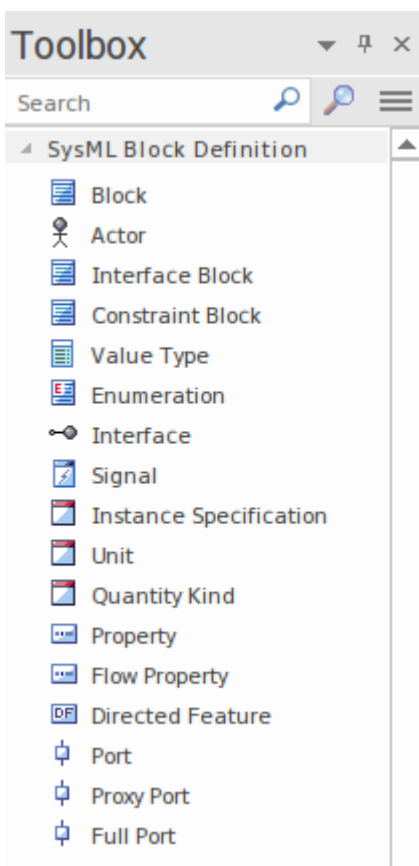 Toolbox
Search
SysML Block Definition
Block
Actor
Interface Block
Constraint Block
Value Type
E Enumeration
Interface
Signal
Instance Specification
Unit
Quantity Kind
Property
Flow Property
DF Directed Feature
Port
Proxy Port
Full Port